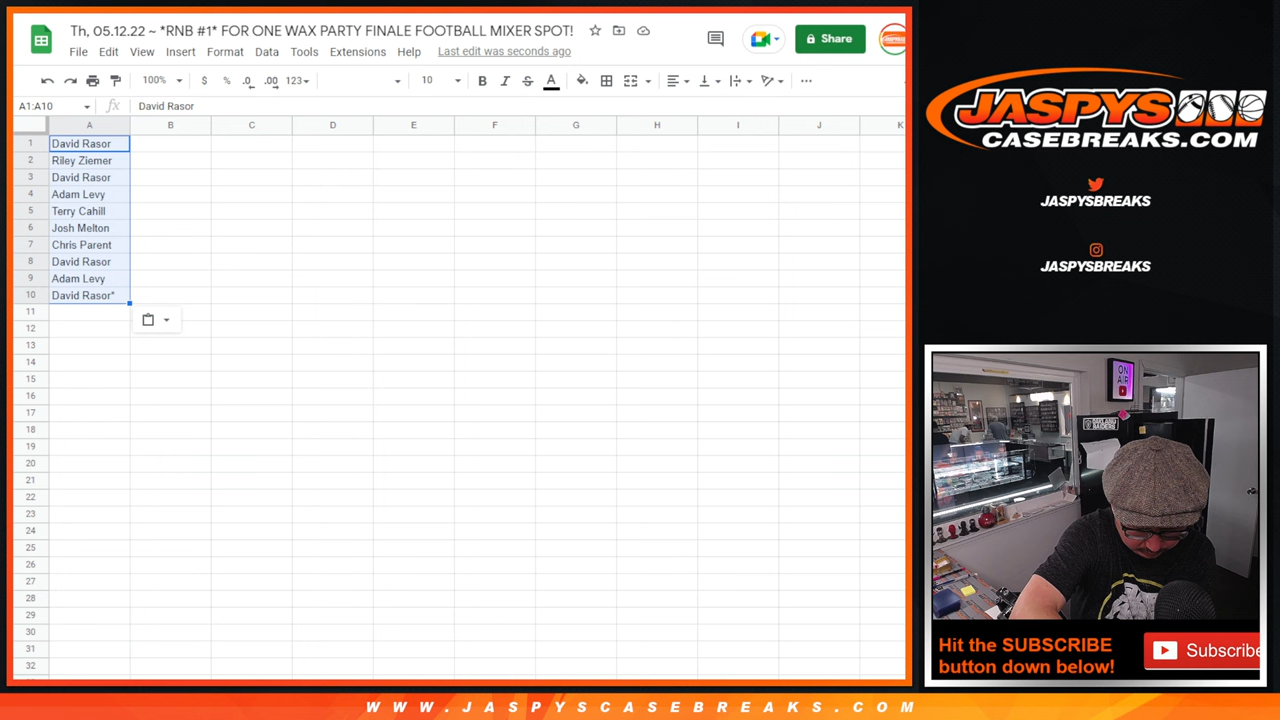 Th, 05.12.22 ~ *RNB #1* FOR ONE WAX PARTY FINALE FOOTBALL MIXER SPOT!
File Edit View Insert Format Data Tools Extensions Help Last edit was seconds ago
Share
100% $ % .0 .00 123 10 B I S A
A1:A10 fx David Rasor
A B C D E F G H I J K
1 David Rasor
2 Riley Ziemer
3 David Rasor
4 Adam Levy
5 Terry Cahill
6 Josh Melton
7 Chris Parent
8 David Rasor
9 Adam Levy
10 David Rasor*
11
12
13
14
15
16
17
18
19
20
21
22
23
24
25
26
27
28
29
30
31
32
JASPYS
CASEBREAKS.COM
JASPYSBREAKS
JASPYSBREAKS
ON
AIR
RAIDERS
Hit the SUBSCRIBE
button down below!
Subscribe
WWW.JASPYSCASEBREAKS.COM